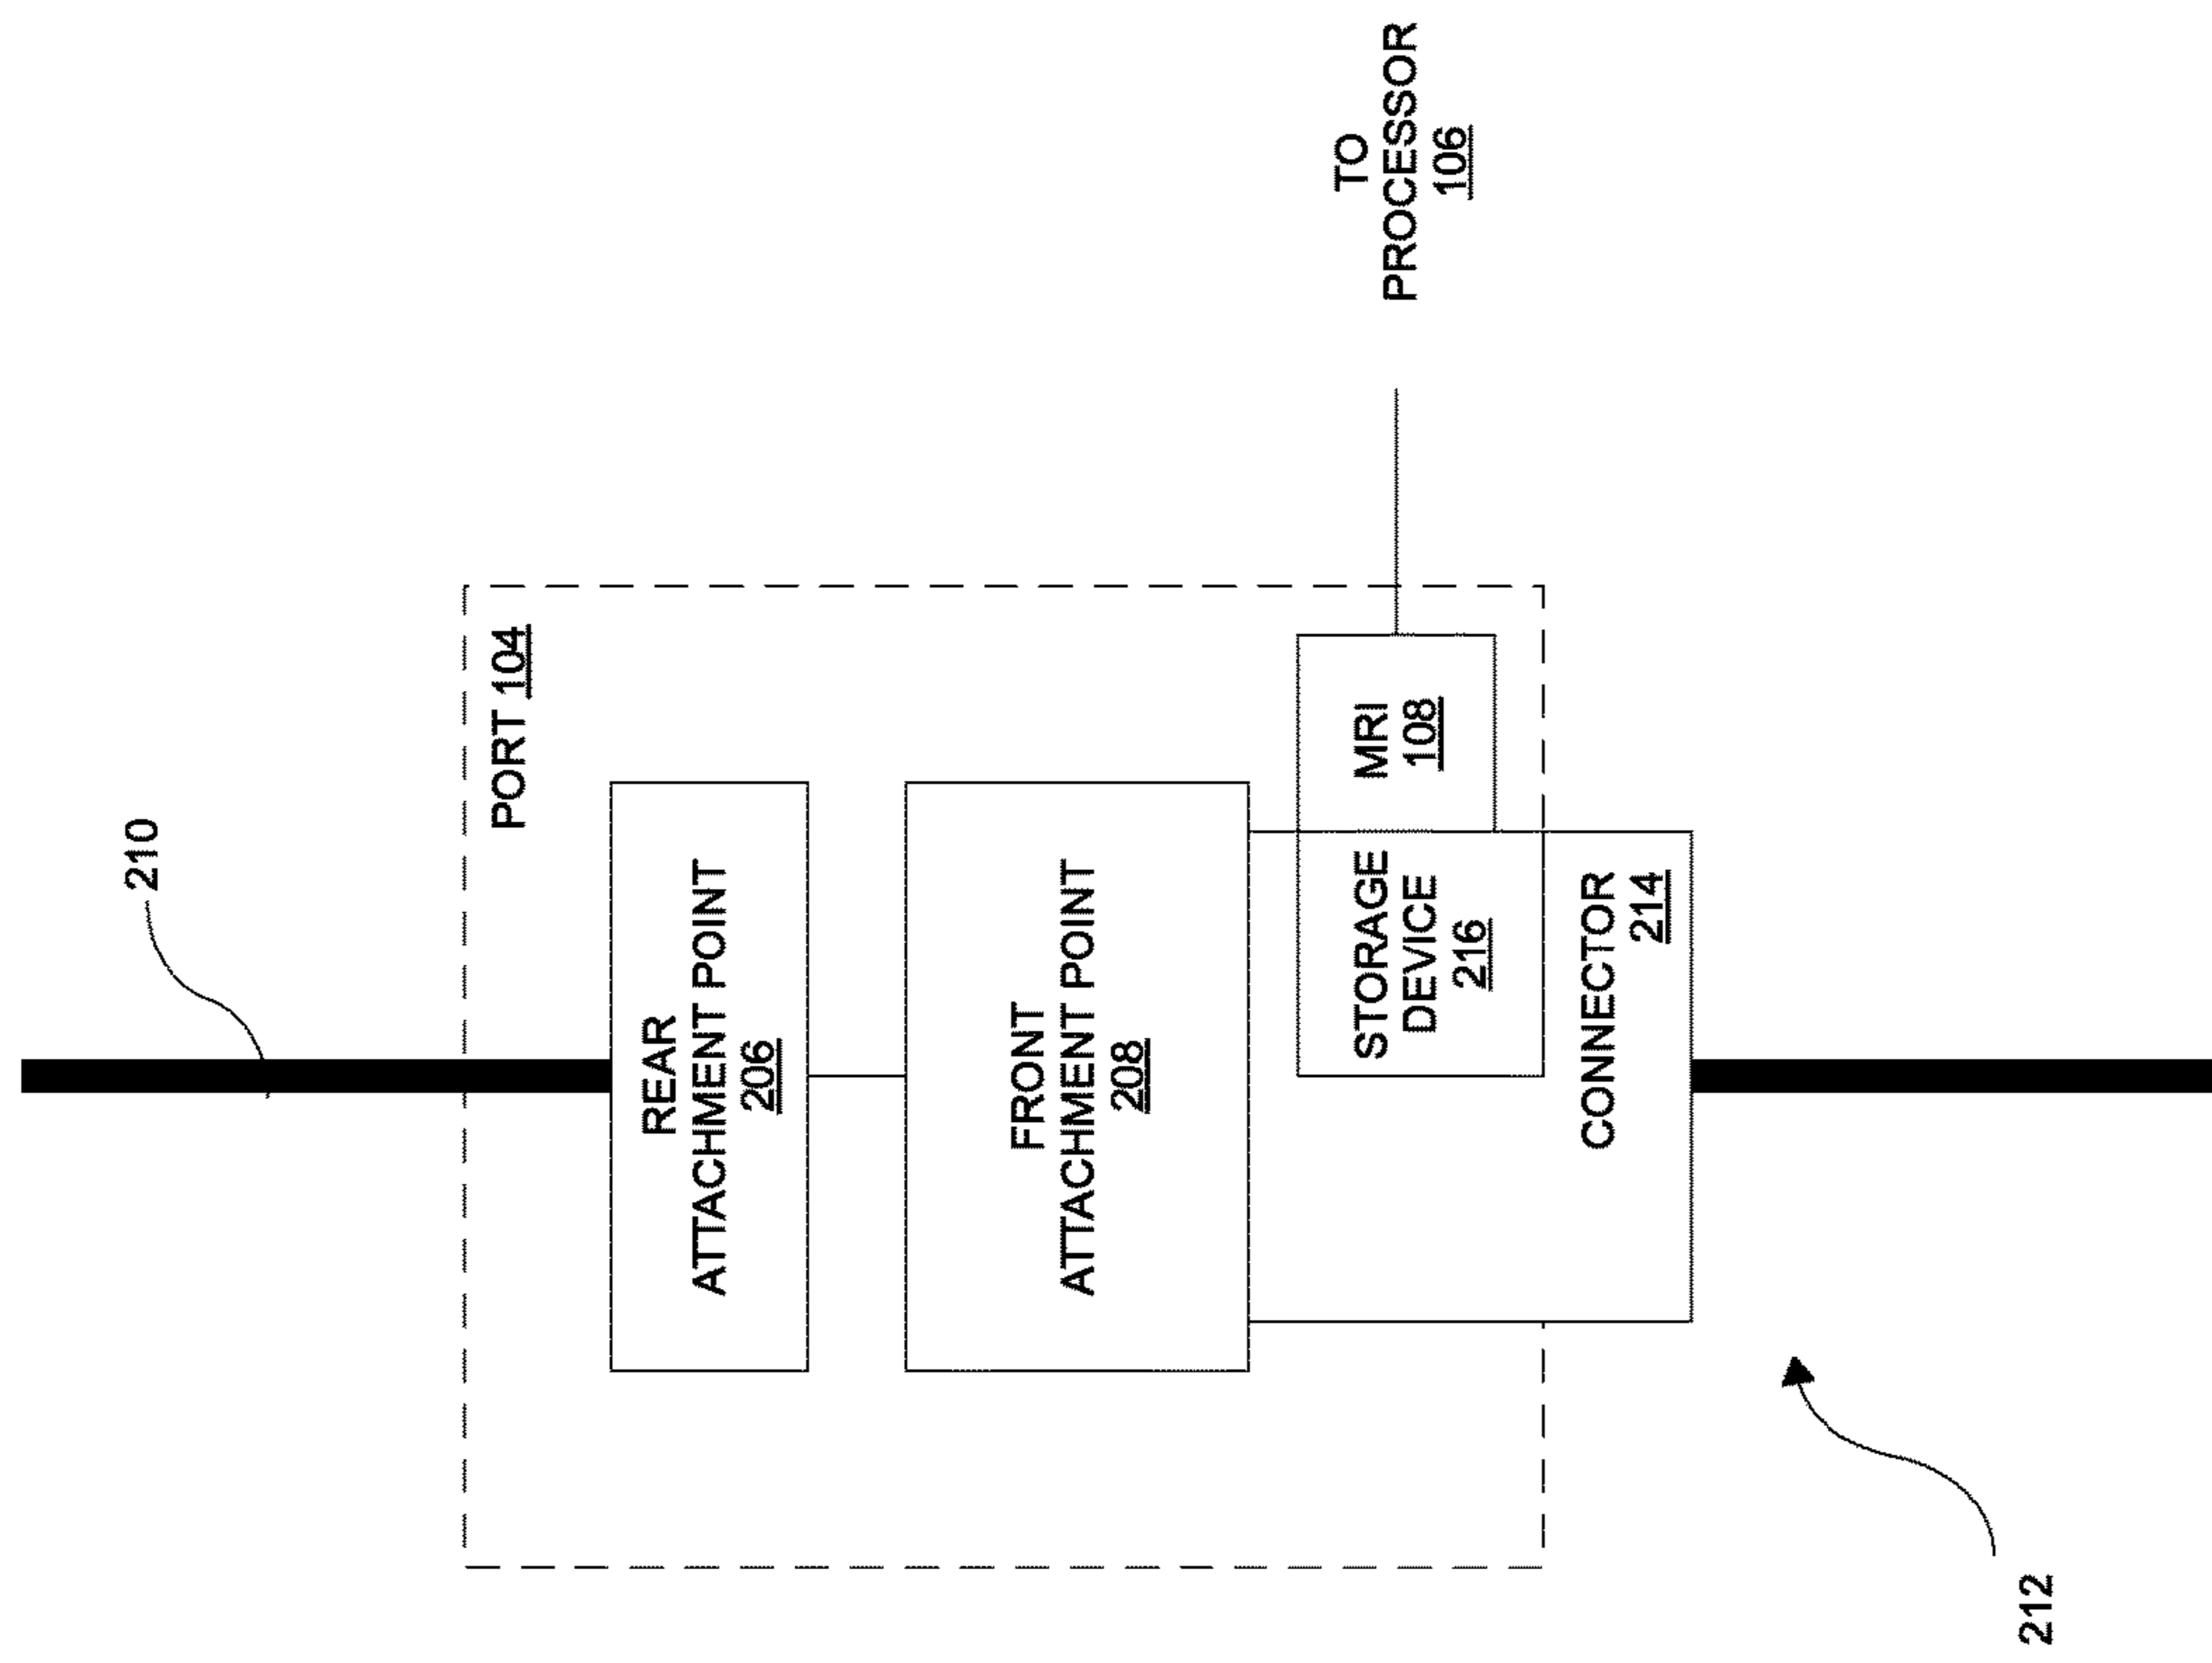 210
PORT 104
REAR
ATTACHMENT POINT
206
FRONT
ATTACHMENT POINT
208
STORAGE
DEVICE
216
MRI
108
TO
PROCESSOR
106
CONNECTOR
214
212